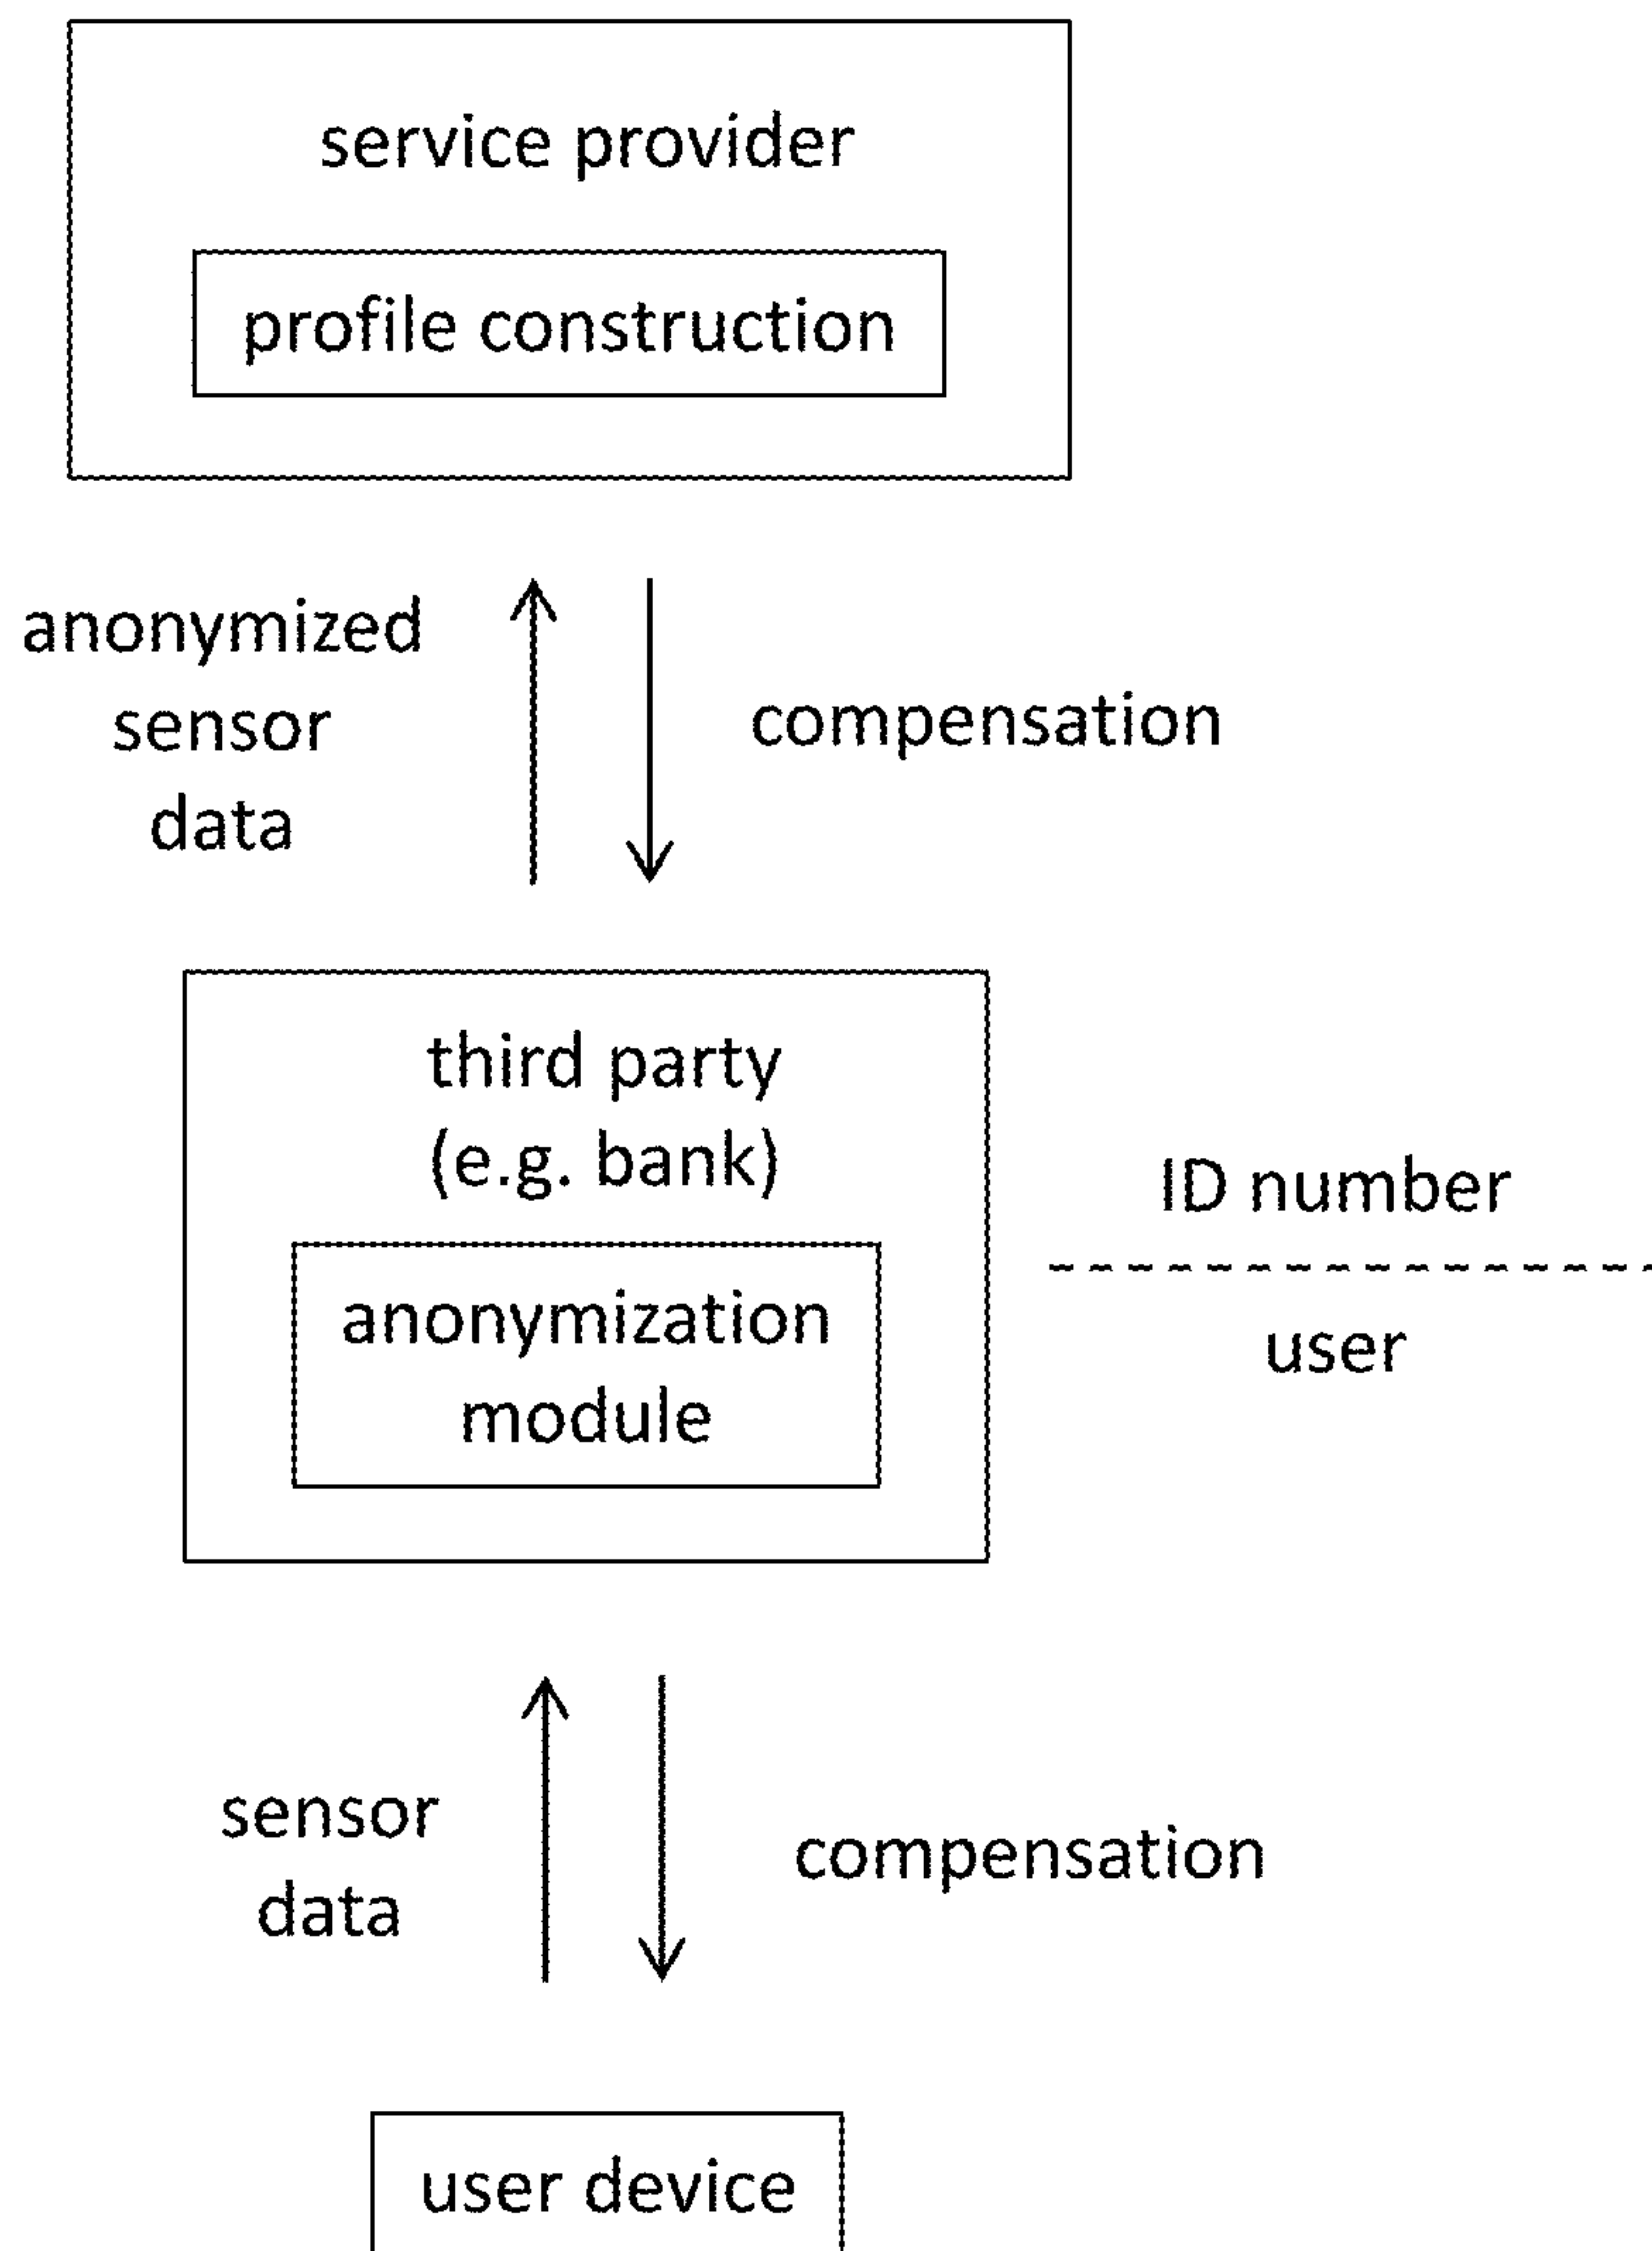 service provider
profile construction
anonymized
sensor
data
compensation
third party
(e.g. bank)
anonymization
module
ID number
user
sensor
data
compensation
user device